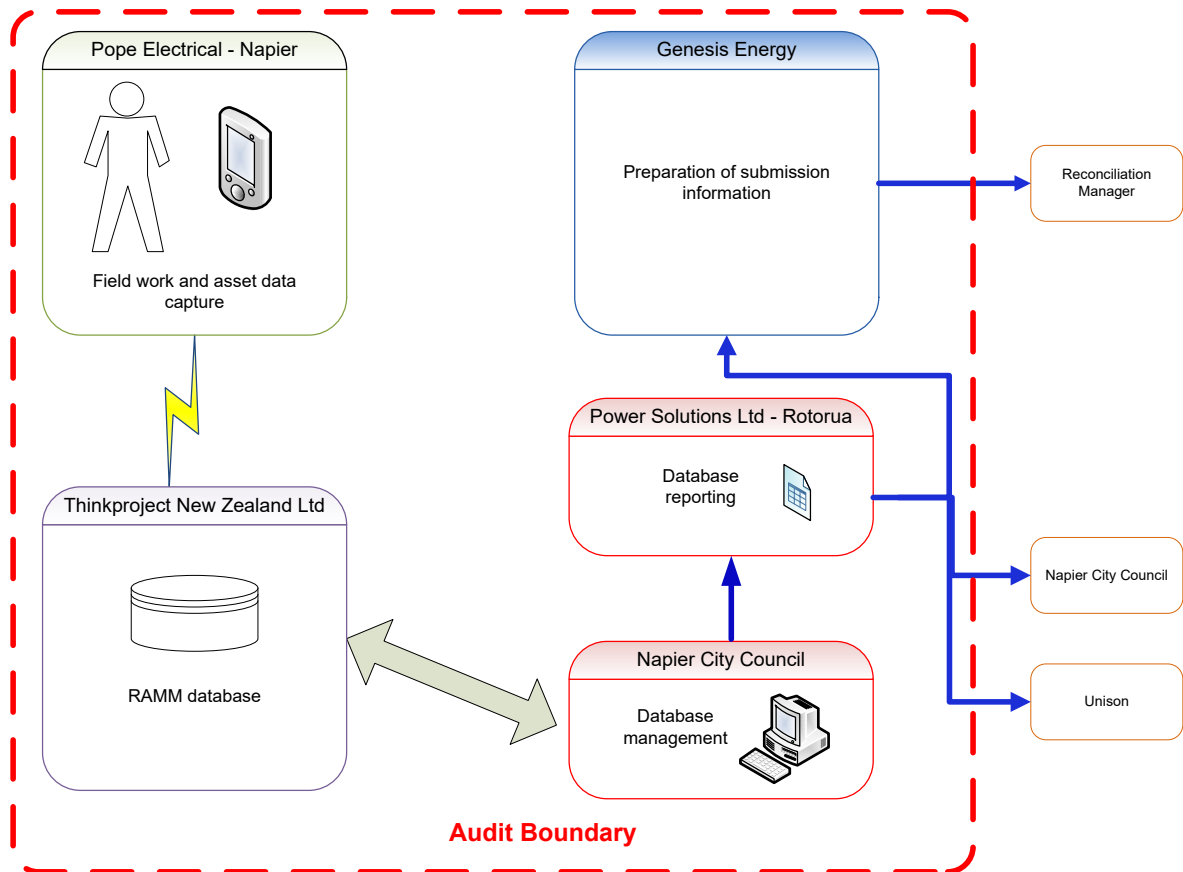 Pope Electrical - Napier
Field work and asset data
capture
Genesis Energy
Preparation of submission
information
Reconciliation
Manager
Power Solutions Ltd - Rotorua
Database
reporting
Thinkproject New Zealand Ltd
RAMM database
Napier City Council
Database
management
Napier City Council
Unison
Audit Boundary